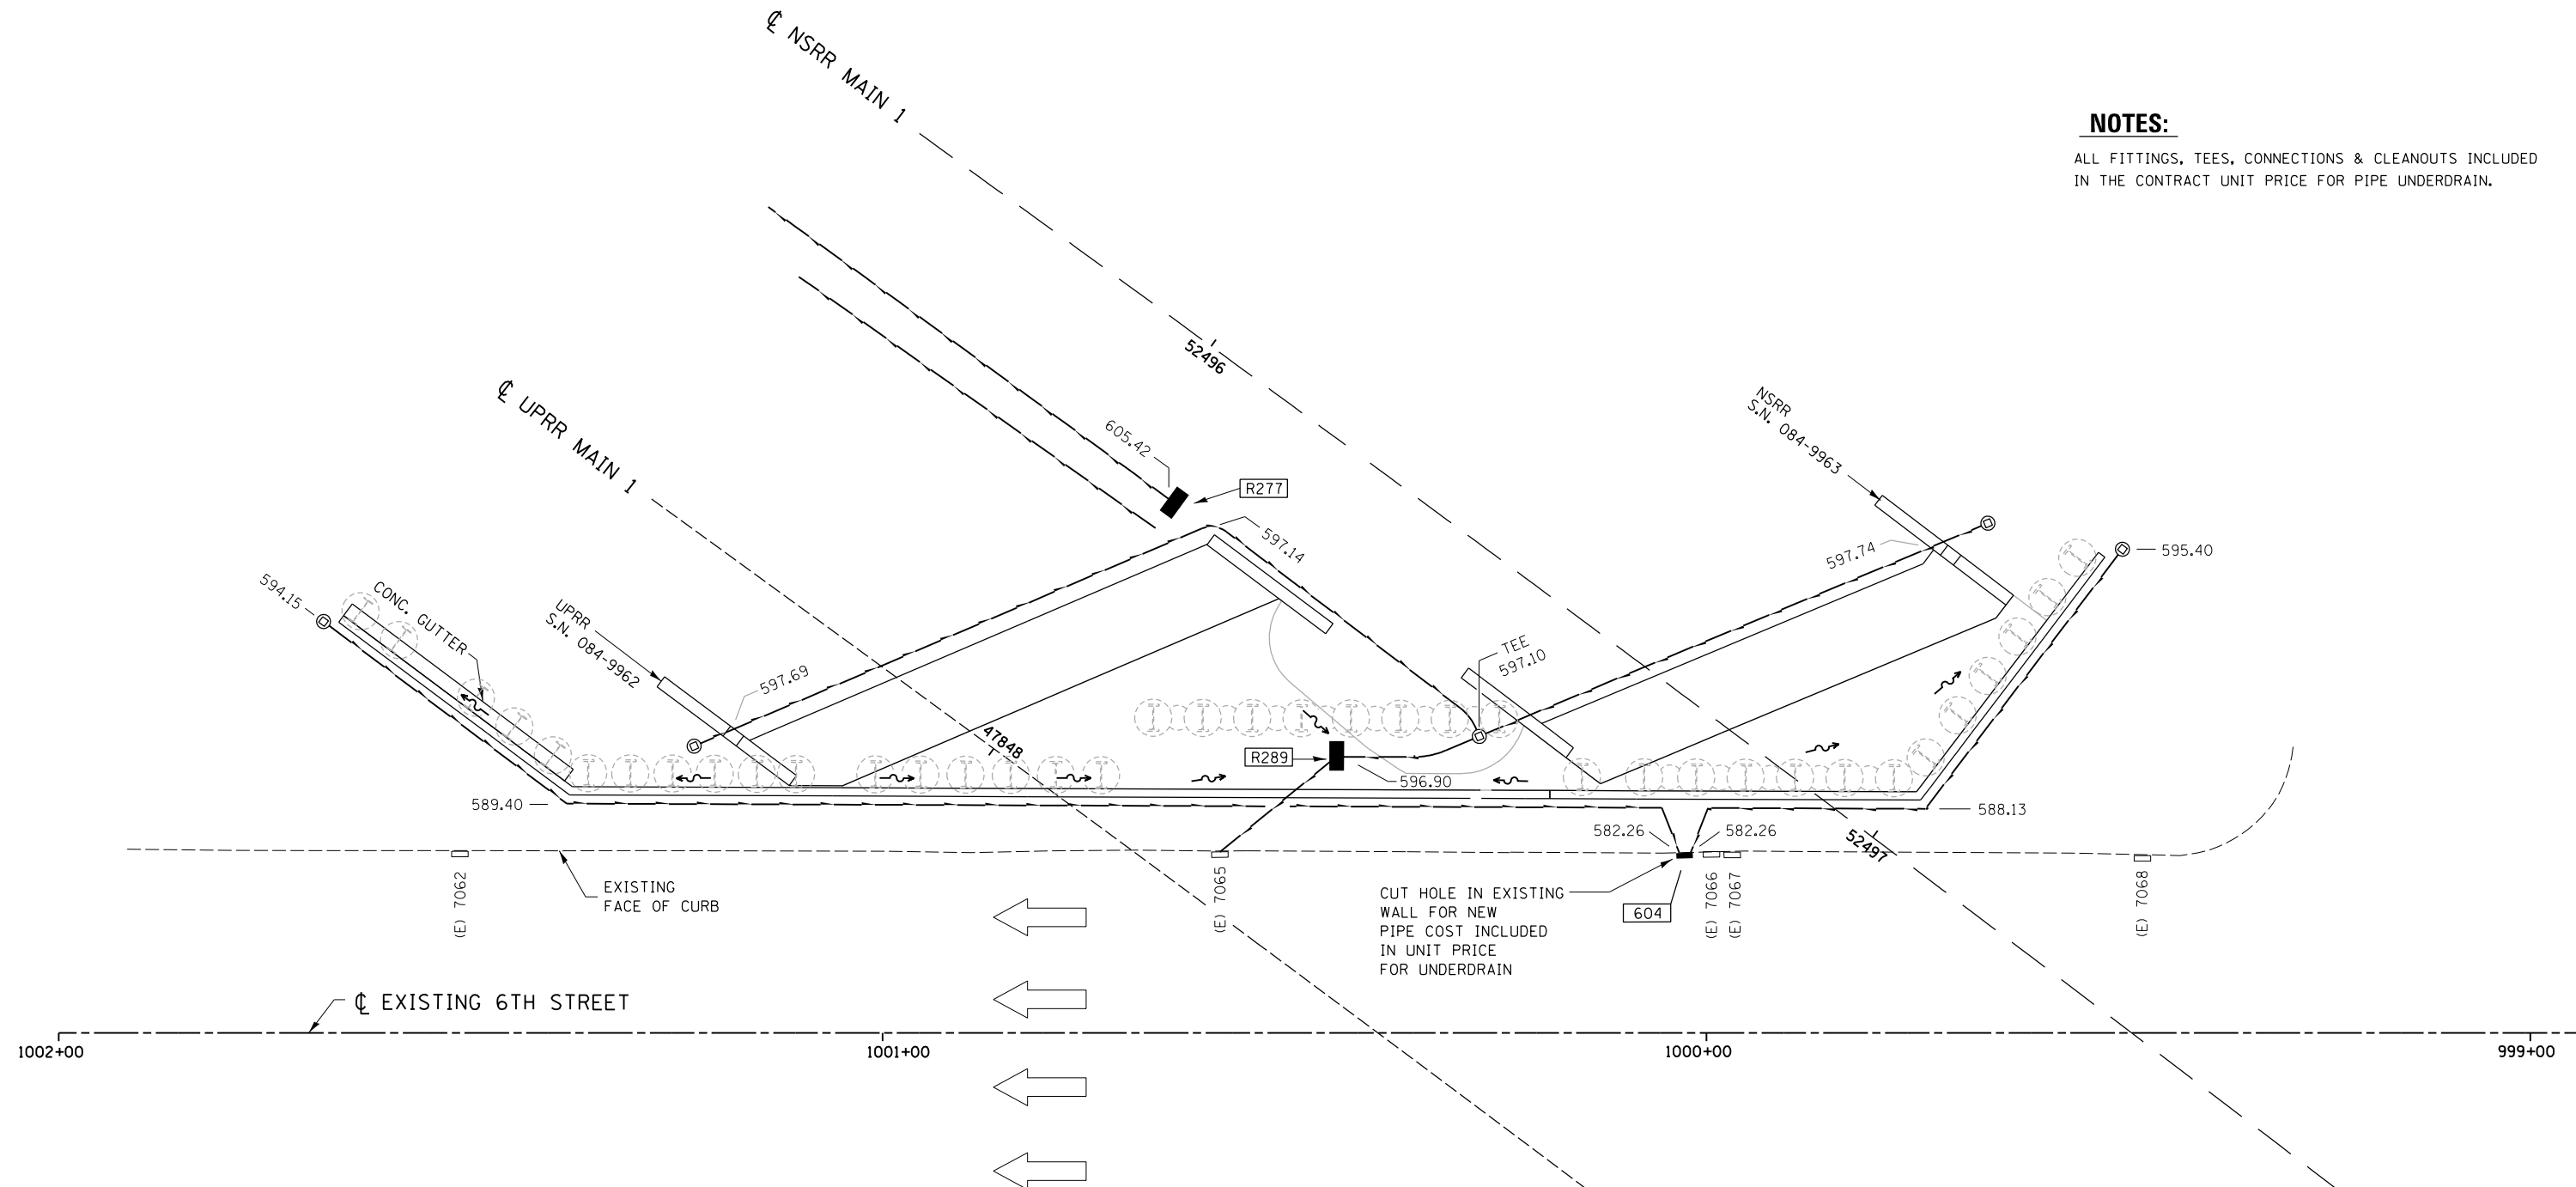 ℄ NSRR MAIN 1
NOTES:
ALL FITTINGS, TEES, CONNECTIONS & CLEANOUTS INCLUDED
IN THE CONTRACT UNIT PRICE FOR PIPE UNDERDRAIN.
52496
℄ UPRR MAIN 1
605.42
R277
NSRR
S.N. 084-9963
597.14
597.74
595.40
594.15
CONC. GUTTER
UPRR
S.N. 084-9962
597.69
TEE
597.10
47848
R289
596.90
589.40
582.26
582.26
588.13
52497
(E) 7062
EXISTING
FACE OF CURB
(E) 7065
CUT HOLE IN EXISTING
WALL FOR NEW
PIPE COST INCLUDED
IN UNIT PRICE
FOR UNDERDRAIN
604
(E) 7066
(E) 7067
(E) 7068
℄ EXISTING 6TH STREET
1002+00
1001+00
1000+00
999+00